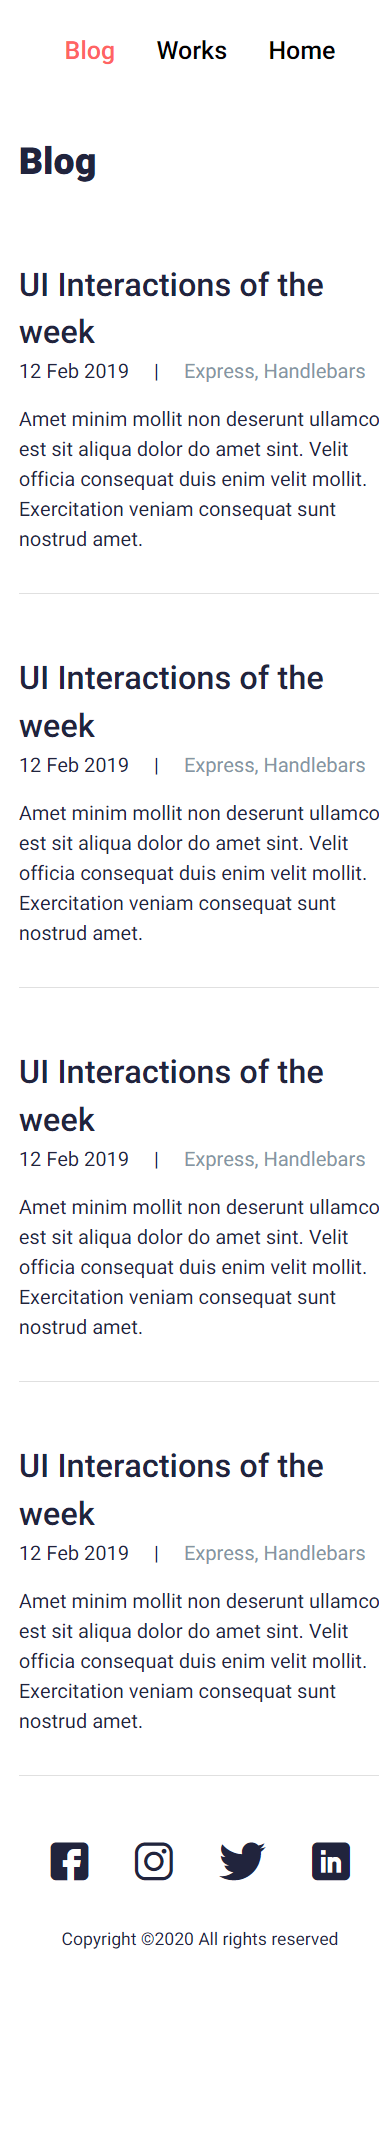 Blog Works Home
Blog
UI Interactions of the
week
12 Feb 2019 | Express, Handlebars
Amet minim mollit non deserunt ullamco
est sit aliqua dolor do amet sint. Velit
officia consequat duis enim velit mollit.
Exercitation veniam consequat sunt
nostrud amet.
UI Interactions of the
week
12 Feb 2019 | Express, Handlebars
Amet minim mollit non deserunt ullamco
est sit aliqua dolor do amet sint. Velit
officia consequat duis enim velit mollit.
Exercitation veniam consequat sunt
nostrud amet.
UI Interactions of the
week
12 Feb 2019 | Express, Handlebars
Amet minim mollit non deserunt ullamco
est sit aliqua dolor do amet sint. Velit
officia consequat duis enim velit mollit.
Exercitation veniam consequat sunt
nostrud amet.
UI Interactions of the
week
12 Feb 2019 | Express, Handlebars
Amet minim mollit non deserunt ullamco
est sit aliqua dolor do amet sint. Velit
officia consequat duis enim velit mollit.
Exercitation veniam consequat sunt
nostrud amet.
Copyright ©2020 All rights reserved